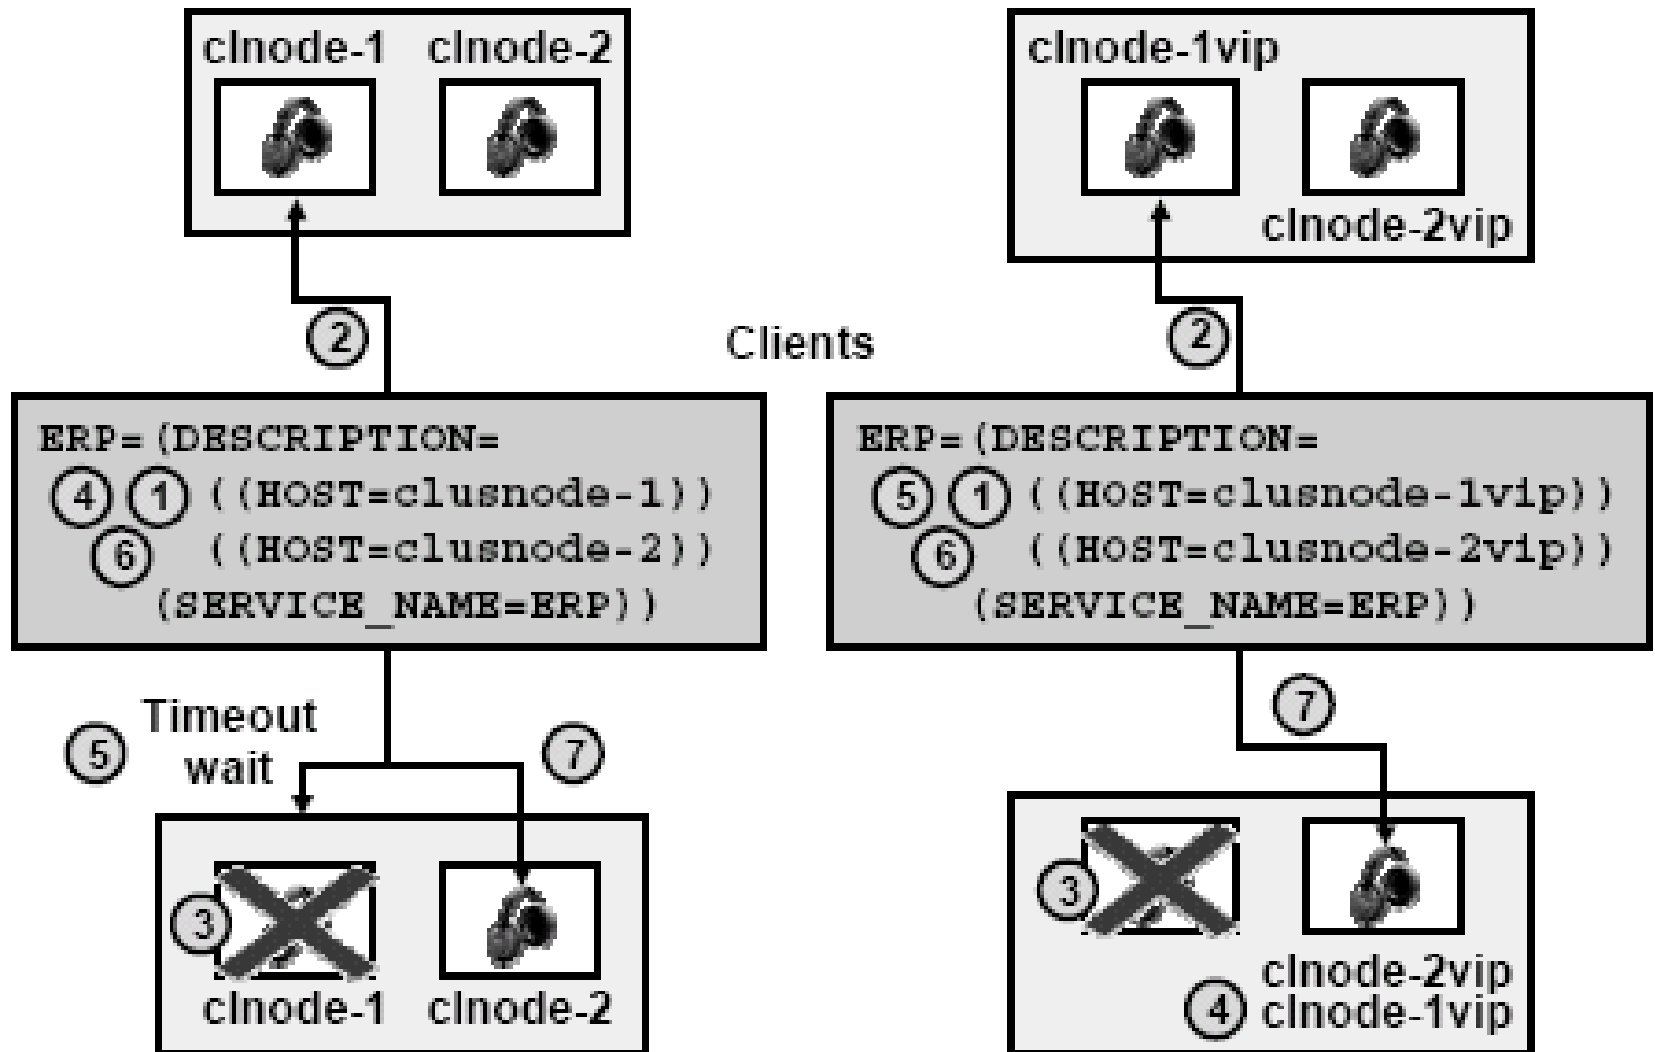 clnode-1 clnode-2
clnode-1vip
clnode-2vip
2
Clients
2
ERP=(DESCRIPTION=
4 1 ((HOST=clusnode-1))
6 ((HOST=clusnode-2))
(SERVICE_NAME=ERP))
ERP=(DESCRIPTION=
5 1 ((HOST=clusnode-1vip))
6 ((HOST=clusnode-2vip))
(SERVICE_NAME=ERP))
5 Timeout
wait
7
7
3
clnode-1 clnode-2
3
clnode-2vip
4 clnode-1vip